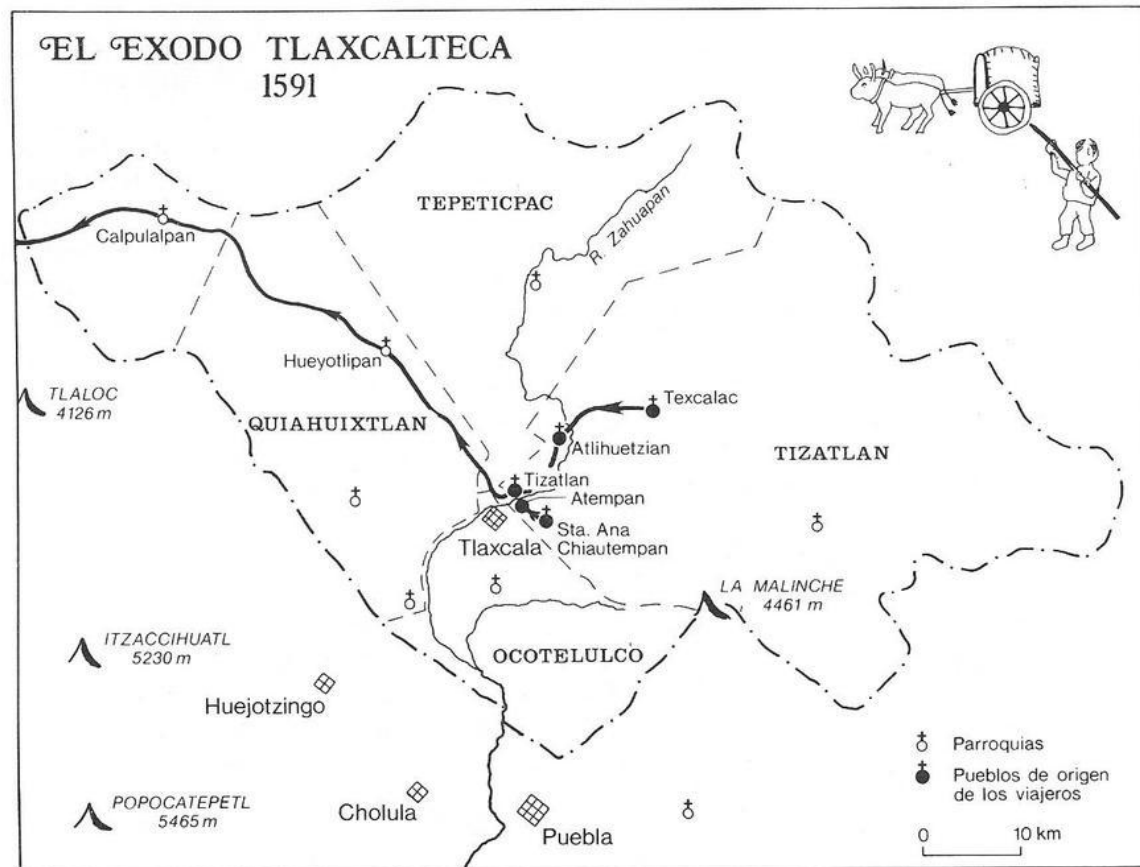 EL EXODO TLAXCALTECA
1591
TEPETICPAC
R. Zahuapan
Calpulalpan
Hueyotlipan
TLALOC
4126 m
QUIAHUIXTLAN
Texcalac
Atlihuetzian
TIZATLAN
Tizatlan
Atempan
Tlaxcala
Sta. Ana
Chiautempan
LA MALINCHE
4461 m
ITZACCIHUATL
5230 m
OCOTELULCO
Huejotzingo
Parroquias
Pueblos de origen
de los viajeros
POPOCATEPETL
5465 m
Cholula
Puebla
0 10 km